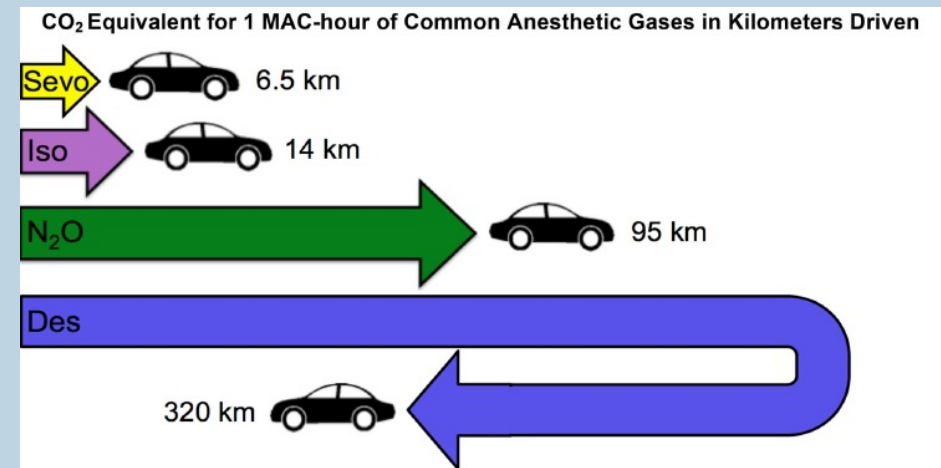 CO₂ Equivalent for 1 MAC-hour of Common Anesthetic Gases in Kilometers Driven
Sevo 6.5 km
Iso 14 km
N₂O 95 km
Des
320 km